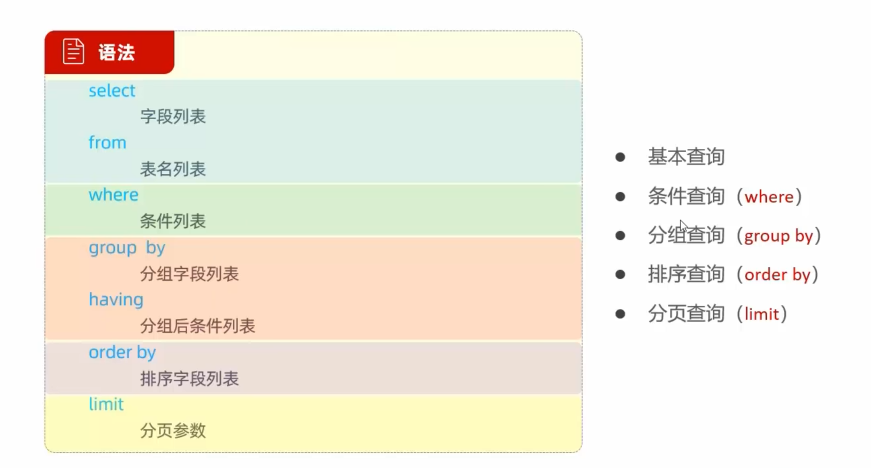 语法
select
字段列表
from
表名列表
where
条件列表
group by
分组字段列表
having
分组后条件列表
order by
排序字段列表
limit
分页参数
● 基本查询
● 条件查询（where）
● 分组查询（group by）
● 排序查询（order by）
● 分页查询（limit）